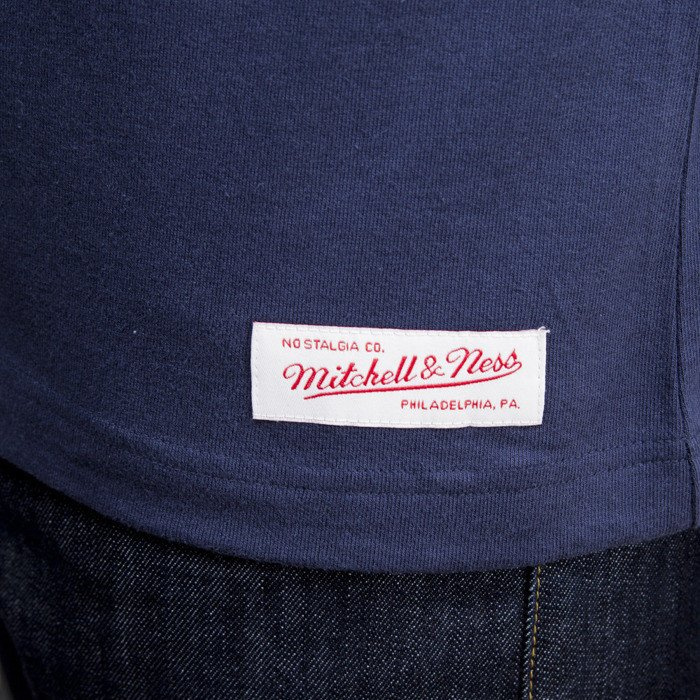 NOSTALGIA CO.
Mitchell & Ness
PHILADELPHIA, PA.